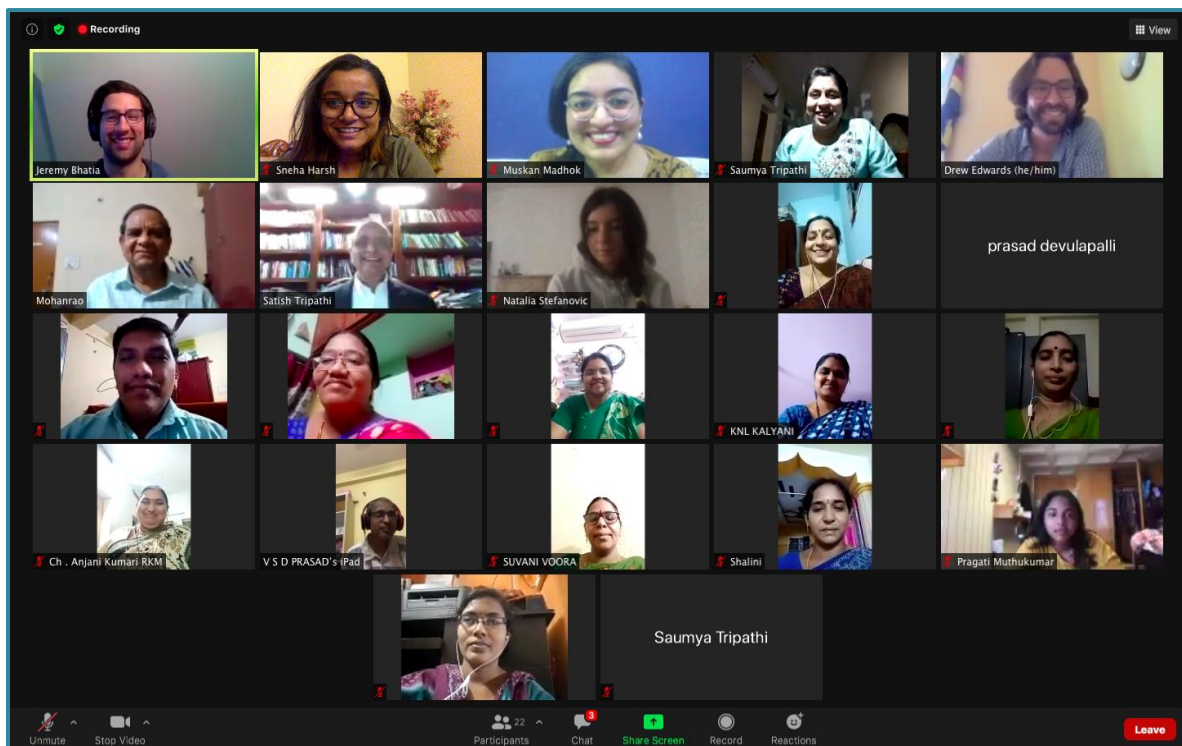 Recording
View
Jeremy Bhatia
Sneha Harsh
Muskan Madhok
Saumya Tripathi
Drew Edwards (he/him)
Mohanrao
Satish Tripathi
Natalia Stefanovic
prasad devulapalli
KNL KALYANI
Ch . Anjani Kumari RKM
V S D PRASAD's iPad
SUVANI VOORA
Shalini
Pragati Muthukumar
Saumya Tripathi
Unmute
Stop Video
22
Participants
3
Chat
Share Screen
Record
Reactions
Leave